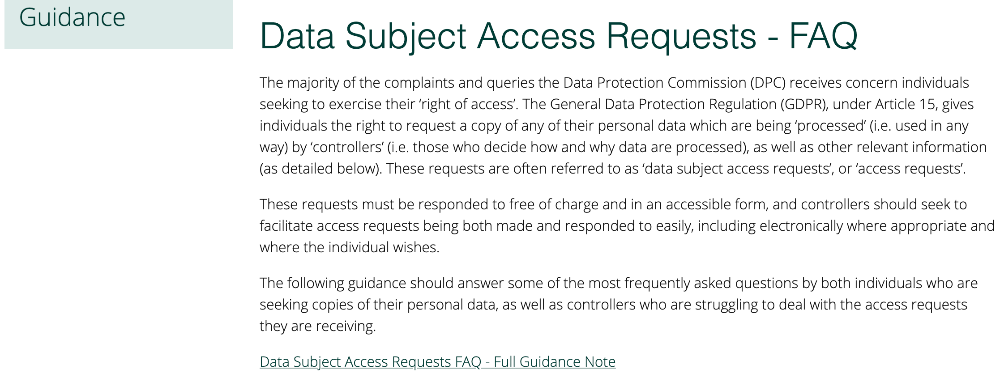 Guidance
Data Subject Access Requests - FAQ
The majority of the complaints and queries the Data Protection Commission (DPC) receives concern individuals
seeking to exercise their ‘right of access’. The General Data Protection Regulation (GDPR), under Article 15, gives
individuals the right to request a copy of any of their personal data which are being ‘processed’ (i.e. used in any
way) by ‘controllers’ (i.e. those who decide how and why data are processed), as well as other relevant information
(as detailed below). These requests are often referred to as ‘data subject access requests’, or ‘access requests’.
These requests must be responded to free of charge and in an accessible form, and controllers should seek to
facilitate access requests being both made and responded to easily, including electronically where appropriate and
where the individual wishes.
The following guidance should answer some of the most frequently asked questions by both individuals who are
seeking copies of their personal data, as well as controllers who are struggling to deal with the access requests
they are receiving.
Data Subject Access Requests FAQ - Full Guidance Note